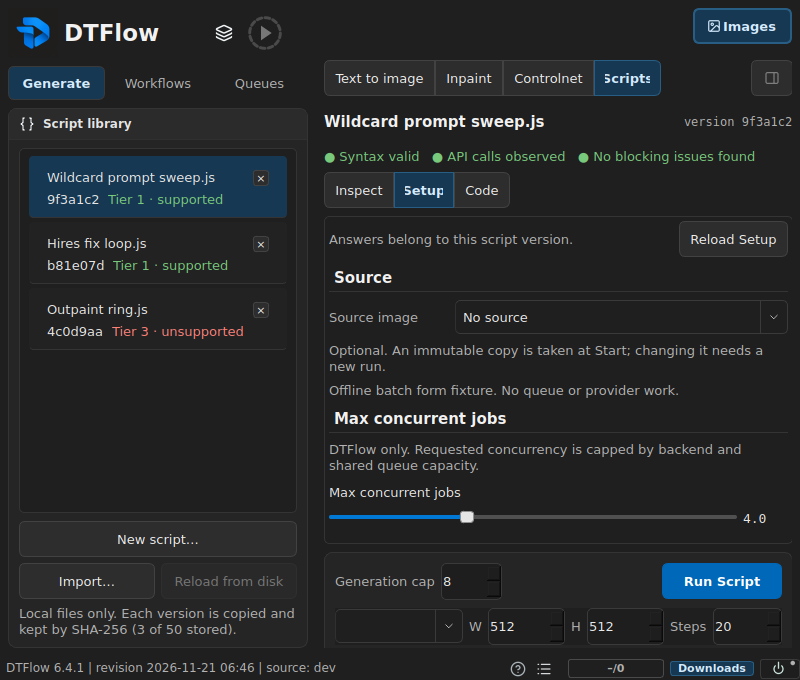 DTFlow
Images
Generate
Workflows
Queues
Text to image
Inpaint
Controlnet
Scripts
Script library
Wildcard prompt sweep.js
9f3a1c2 Tier 1 · supported
Hires fix loop.js
b81e07d Tier 1 · supported
Outpaint ring.js
4c0d9aa Tier 3 · unsupported
New script...
Import...
Reload from disk
Local files only. Each version is copied and
kept by SHA-256 (3 of 50 stored).
Wildcard prompt sweep.js
version 9f3a1c2
Syntax valid
API calls observed
No blocking issues found
Inspect
Setup
Code
Answers belong to this script version.
Reload Setup
Source
Source image
No source
Optional. An immutable copy is taken at Start; changing it needs a
new run.
Offline batch form fixture. No queue or provider work.
Max concurrent jobs
DTFlow only. Requested concurrency is capped by backend and
shared queue capacity.
Max concurrent jobs
4.0
Generation cap 8
Run Script
W 512 H 512 Steps 20
DTFlow 6.4.1 | revision 2026-11-21 06:46 | source: dev
–/0
Downloads